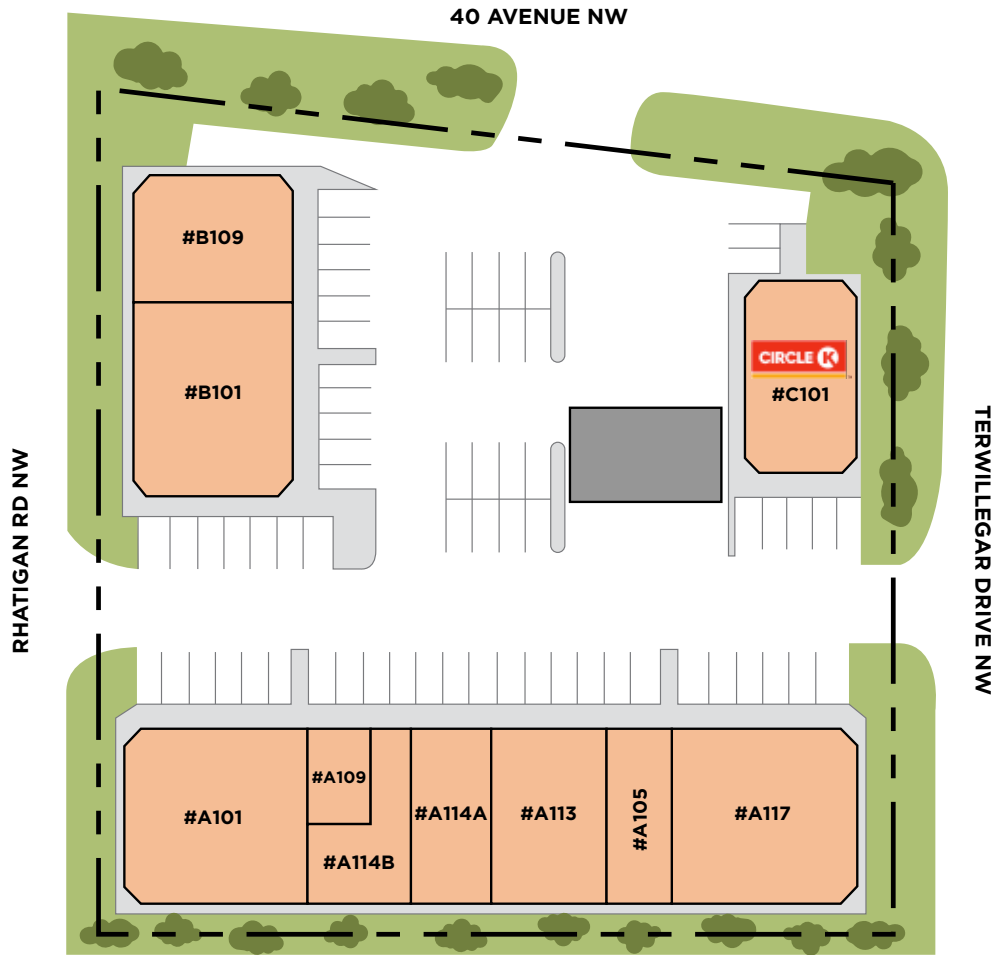 40 AVENUE NW
#B109
#B101
CIRCLE K
#C101
RHATIGAN RD NW
TERWILLEGAR DRIVE NW
#A101
#A109
#A114B
#A114A
#A113
#A105
#A117